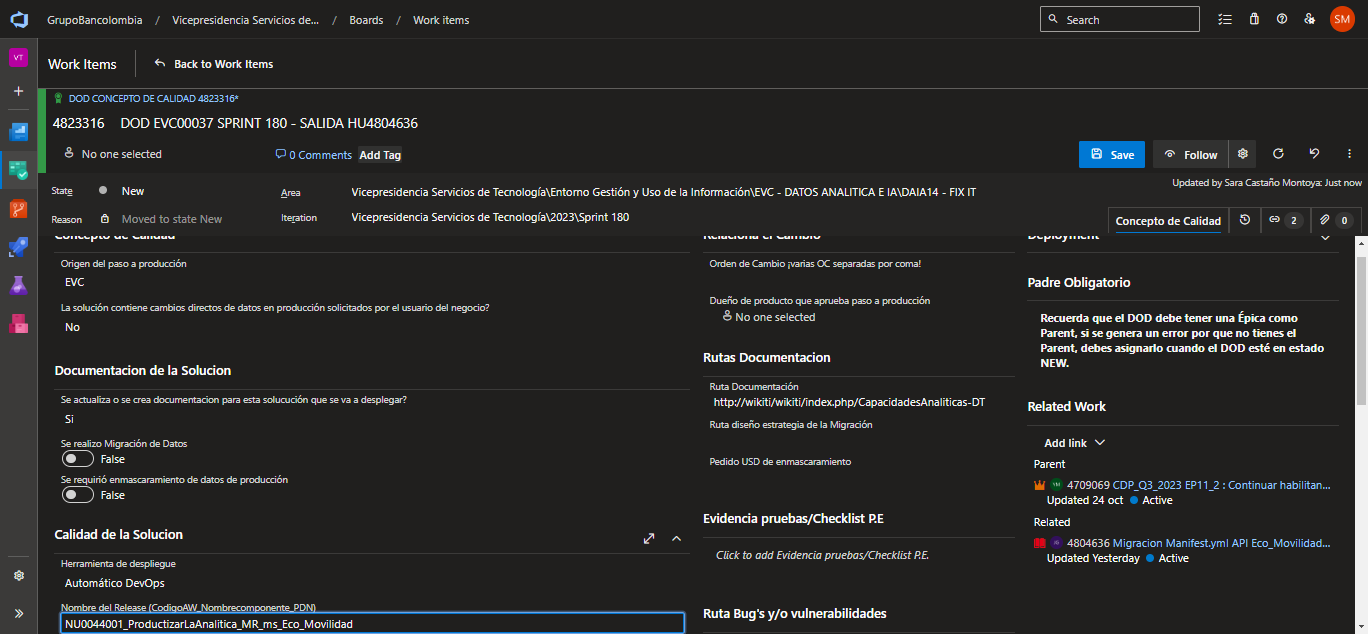 GrupoBancolombia / Vicepresidencia Servicios de... / Boards / Work items
Search
SM
VT
Work Items
Back to Work Items
DOD CONCEPTO DE CALIDAD 4823316*
4823316 DOD EVC00037 SPRINT 180 - SALIDA HU4804636
No one selected
0 Comments
Add Tag
Save
Follow
Updated by Sara Castaño Montoya: Just now
State
New
Area
Vicepresidencia Servicios de Tecnología\Entorno Gestión y Uso de la Información\EVC - DATOS ANALITICA E IA\DAIA14 - FIX IT
Reason
Moved to state New
Iteration
Vicepresidencia Servicios de Tecnología\2023\Sprint 180
Concepto de Calidad
2
0
Concepto de Calidad
Origen del paso a producción
EVC
La solución contiene cambios directos de datos en producción solicitados por el usuario del negocio?
No
Documentacion de la Solucion
Se actualiza o se crea documentacion para esta solucución que se va a desplegar?
Si
Se realizo Migración de Datos
False
Se requirió enmascaramiento de datos de producción
False
Calidad de la Solucion
Herramienta de despliegue
Automático DevOps
Nombre del Release (CodigoAW_Nombrecomponente_PDN)
NU0044001_ProductizarLaAnalitica_MR_ms_Eco_Movilidad
Relaciona el Cambio
Orden de Cambio ¡varias OC separadas por coma!
Dueño de producto que aprueba paso a producción
No one selected
Rutas Documentacion
Ruta Documentación
http://wikiti/wikiti/index.php/CapacidadesAnaliticas-DT
Ruta diseño estrategia de la Migración
Pedido USD de enmascaramiento
Evidencia pruebas/Checklist P.E
Click to add Evidencia pruebas/Checklist P.E.
Ruta Bug's y/o vulnerabilidades
Deployment
Padre Obligatorio
Recuerda que el DOD debe tener una Épica como
Parent, si se genera un error por que no tienes el
Parent, debes asignarlo cuando el DOD esté en estado
NEW.
Related Work
Add link
Parent
4709069 CDP_Q3_2023 EP11_2 : Continuar habilitan...
Updated 24 oct Active
Related
4804636 Migracion Manifest.yml API Eco_Movilidad...
Updated Yesterday Active